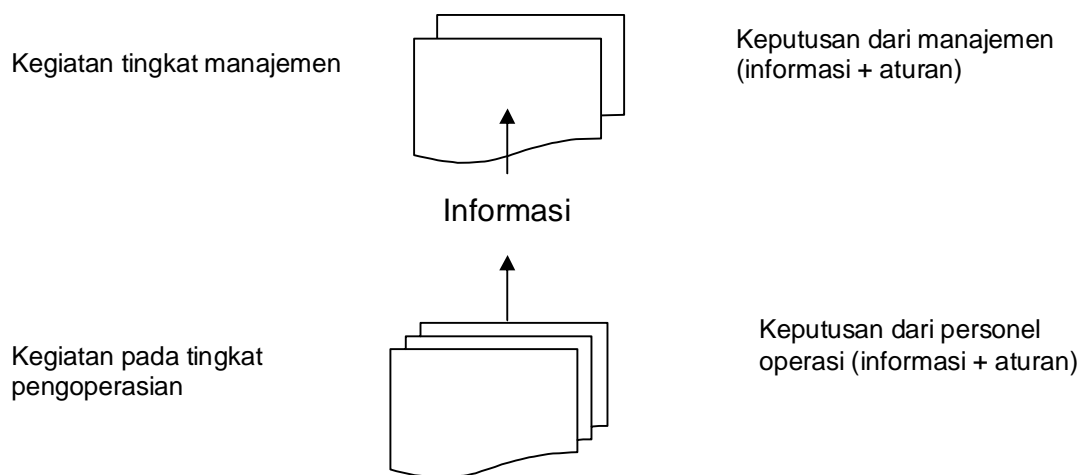 Kegiatan tingkat manajemen
Keputusan dari manajemen
(informasi + aturan)
Informasi
Kegiatan pada tingkat
pengoperasian
Keputusan dari personel
operasi (informasi + aturan)